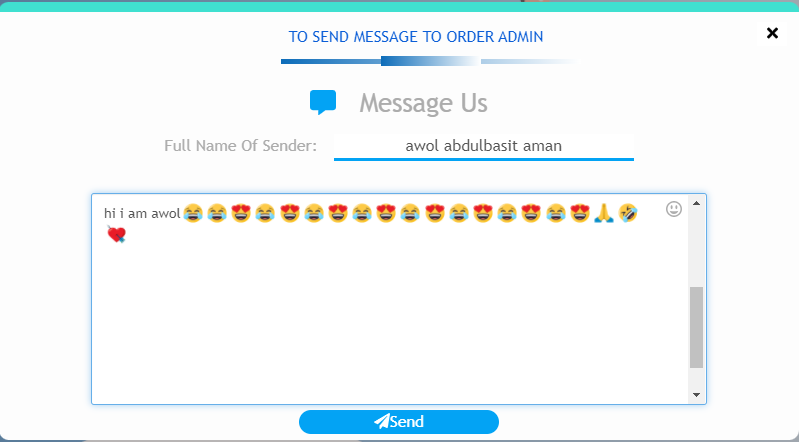 TO SEND MESSAGE TO ORDER ADMIN
Message Us
Full Name Of Sender: awol abdulbasit aman
hi i am awol😂😂😍😂😍😂😍😂😍😂😍😂😍😂😍😂😍🙏🤣
💘
Send